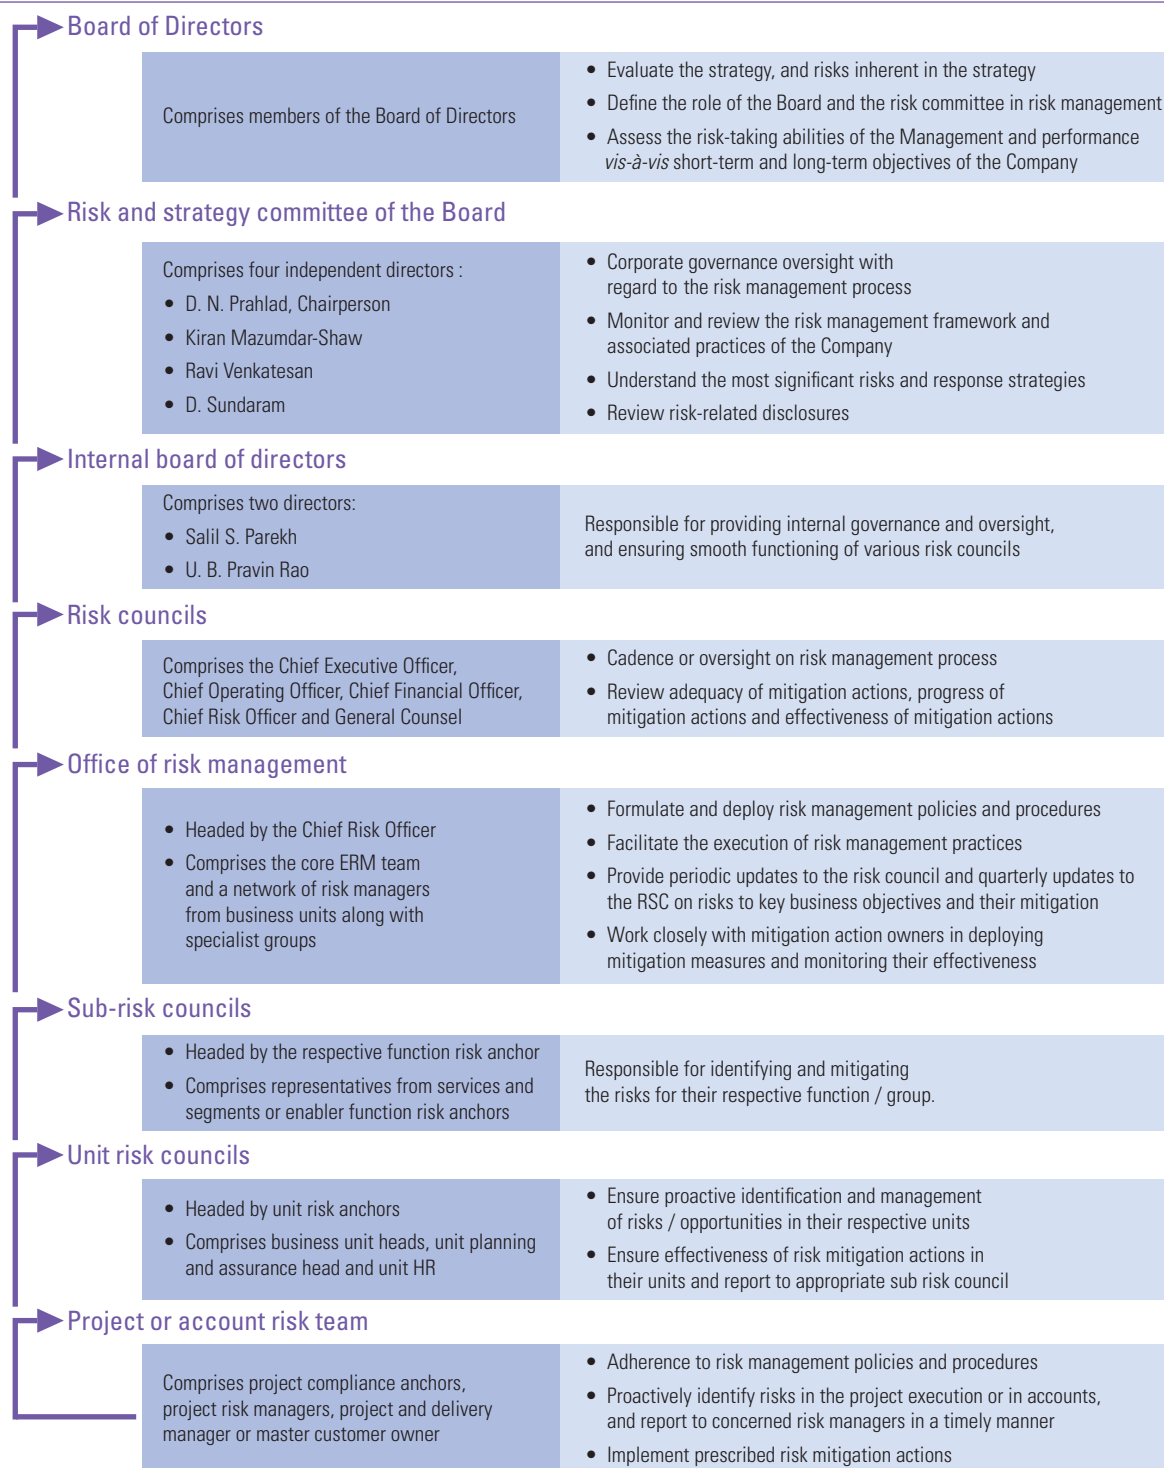 Board of Directors
Comprises members of the Board of Directors
• Evaluate the strategy, and risks inherent in the strategy
• Define the role of the Board and the risk committee in risk management
• Assess the risk-taking abilities of the Management and performance
vis-à-vis short-term and long-term objectives of the Company
Risk and strategy committee of the Board
Comprises four independent directors :
• D. N. Prahlad, Chairperson
• Kiran Mazumdar-Shaw
• Ravi Venkatesan
• D. Sundaram
• Corporate governance oversight with
regard to the risk management process
• Monitor and review the risk management framework and
associated practices of the Company
• Understand the most significant risks and response strategies
• Review risk-related disclosures
Internal board of directors
Comprises two directors:
• Salil S. Parekh
• U. B. Pravin Rao
Responsible for providing internal governance and oversight,
and ensuring smooth functioning of various risk councils
Risk councils
Comprises the Chief Executive Officer,
Chief Operating Officer, Chief Financial Officer,
Chief Risk Officer and General Counsel
• Cadence or oversight on risk management process
• Review adequacy of mitigation actions, progress of
mitigation actions and effectiveness of mitigation actions
Office of risk management
• Headed by the Chief Risk Officer
• Comprises the core ERM team
and a network of risk managers
from business units along with
specialist groups
• Formulate and deploy risk management policies and procedures
• Facilitate the execution of risk management practices
• Provide periodic updates to the risk council and quarterly updates to
the RSC on risks to key business objectives and their mitigation
• Work closely with mitigation action owners in deploying
mitigation measures and monitoring their effectiveness
Sub-risk councils
• Headed by the respective function risk anchor
• Comprises representatives from services and
segments or enabler function risk anchors
Responsible for identifying and mitigating
the risks for their respective function / group.
Unit risk councils
• Headed by unit risk anchors
• Comprises business unit heads, unit planning
and assurance head and unit HR
• Ensure proactive identification and management
of risks / opportunities in their respective units
• Ensure effectiveness of risk mitigation actions in
their units and report to appropriate sub risk council
Project or account risk team
Comprises project compliance anchors,
project risk managers, project and delivery
manager or master customer owner
• Adherence to risk management policies and procedures
• Proactively identify risks in the project execution or in accounts,
and report to concerned risk managers in a timely manner
• Implement prescribed risk mitigation actions